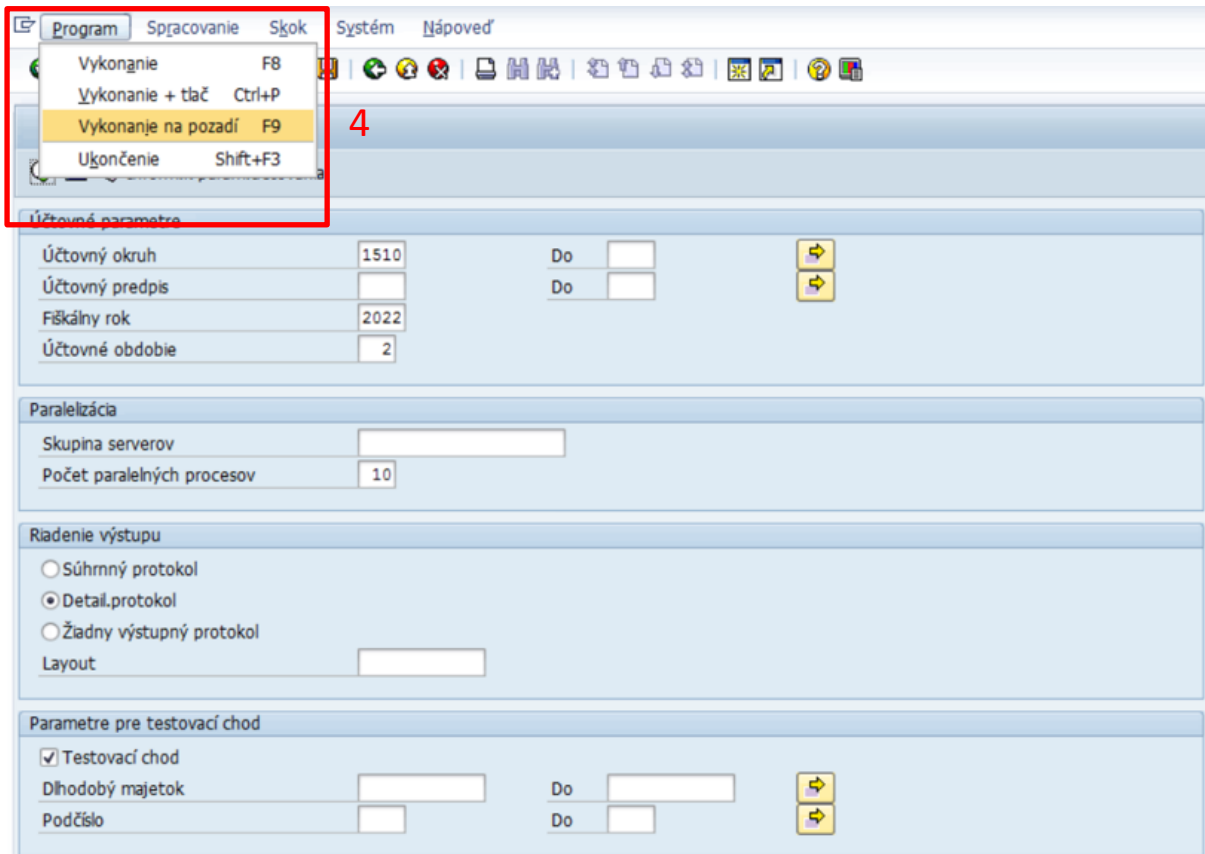 Program Spracovanie Skok Systém Nápoveď
Vykonanie F8
Vykonanie + tlač Ctrl+P
Vykonanie na pozadí F9
4
Ukončenie Shift+F3
Účtovné parametre
Účtovný okruh 1510 Do
Účtovný predpis Do
Fiškálny rok 2022
Účtovné obdobie 2
Paralelizácia
Skupina serverov
Počet paralelných procesov 10
Riadenie výstupu
Súhrnný protokol
Detail.protokol
Žiadny výstupný protokol
Layout
Parametre pre testovací chod
Testovací chod
Dlhodobý majetok Do
Podčíslo Do